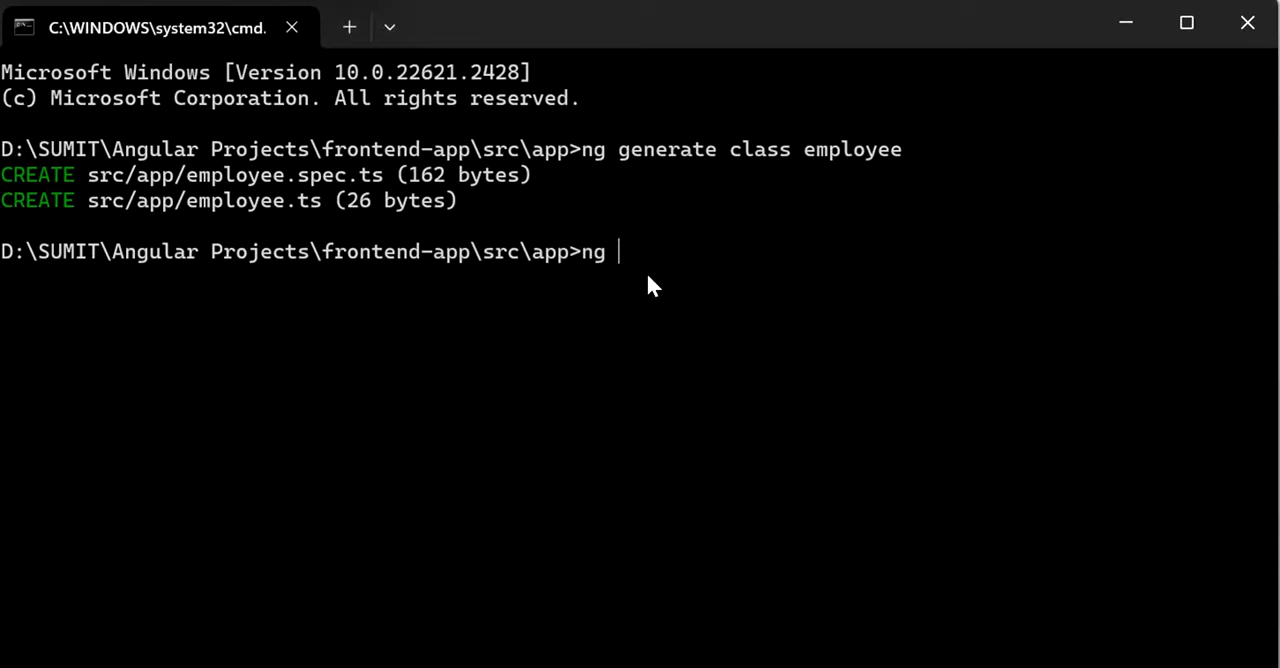 C:\WINDOWS\system32\cmd.
Microsoft Windows [Version 10.0.22621.2428]
(c) Microsoft Corporation. All rights reserved.
D:\SUMIT\Angular Projects\frontend-app\src\app>ng generate class employee
CREATE src/app/employee.spec.ts (162 bytes)
CREATE src/app/employee.ts (26 bytes)
D:\SUMIT\Angular Projects\frontend-app\src\app>ng